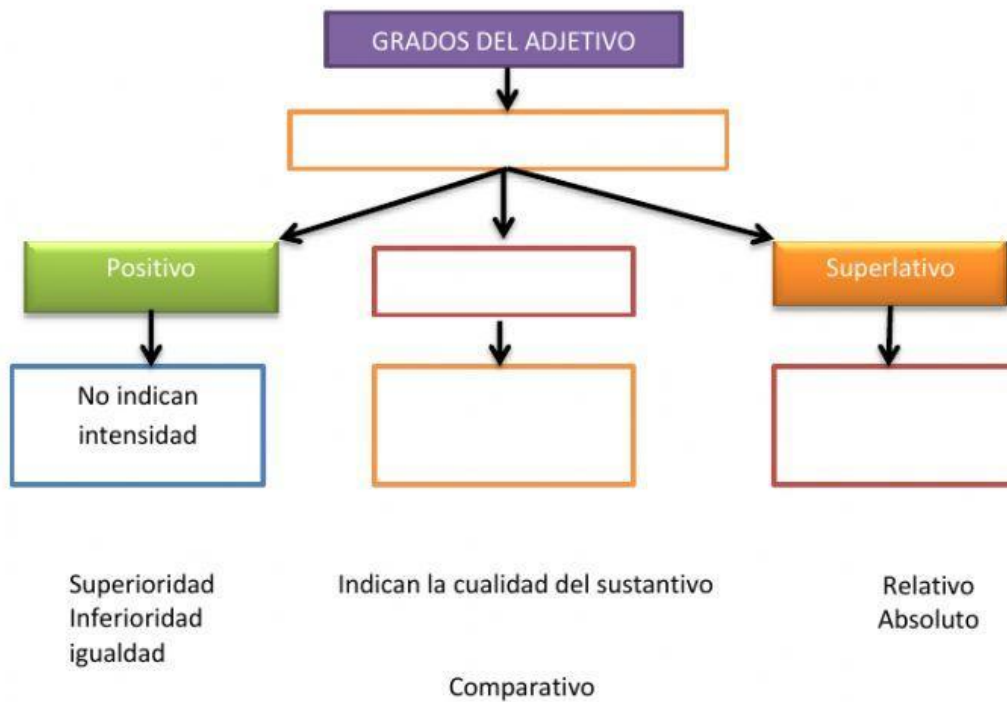 GRADOS DEL ADJETIVO
Positivo
Superlativo
No indican
intensidad
Superioridad
Inferioridad
igualdad
Indican la cualidad del sustantivo
Relativo
Absoluto
Comparativo